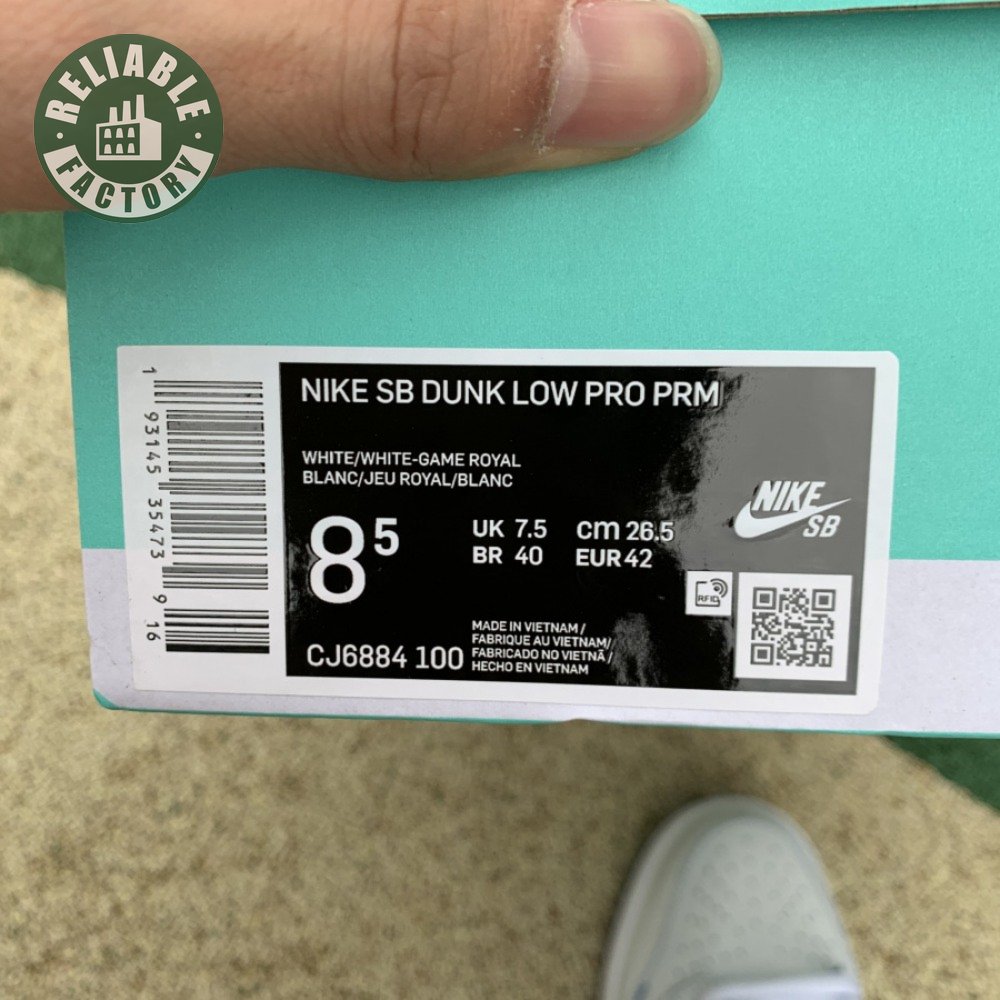 RELIABLE
FACTORY
NIKE SB DUNK LOW PRO PRM
WHITE/WHITE-GAME ROYAL
BLANC/JEU ROYAL/BLANC
8 5
UK 7.5 cm 26.5
BR 40 EUR 42
NIKE
SB
RFID
MADE IN VIETNAM /
FABRIQUE AU VIETNAM/
FABRICADO NO VIETNÃ /
HECHO EN VIETNAM
CJ6884 100
1 93145 35473 9 16